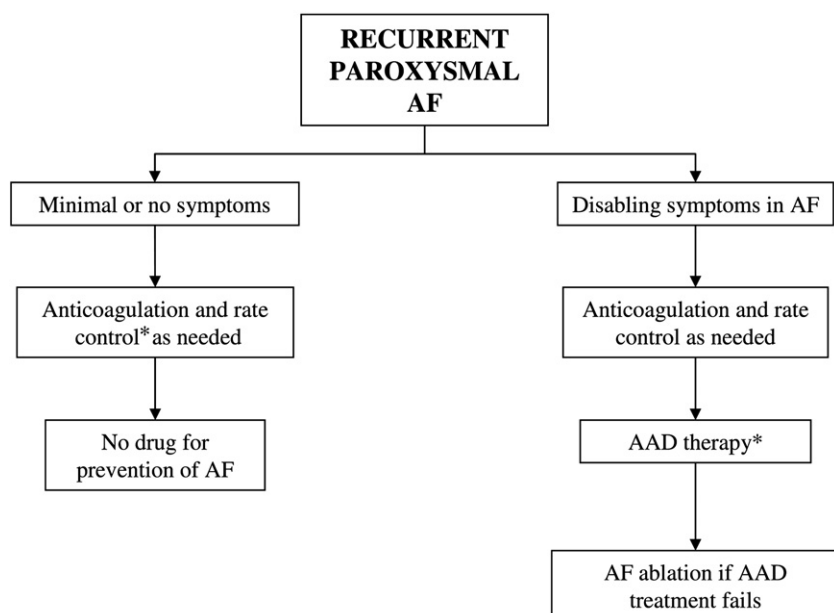 RECURRENT
PAROXYSMAL
AF
Minimal or no symptoms
Disabling symptoms in AF
Anticoagulation and rate
control* as needed
Anticoagulation and rate
control as needed
No drug for
prevention of AF
AAD therapy*
AF ablation if AAD
treatment fails